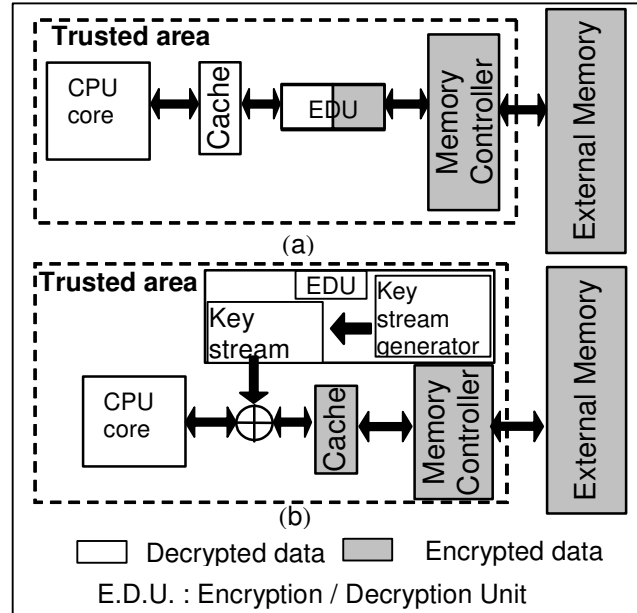 Trusted area
CPU
core
Cache
EDU
Memory
Controller
External Memory
(a)
Trusted area
EDU
Key
stream
Key
stream
generator
CPU
core
Cache
Memory
Controller
External Memory
(b)
Decrypted data
Encrypted data
E.D.U. : Encryption / Decryption Unit